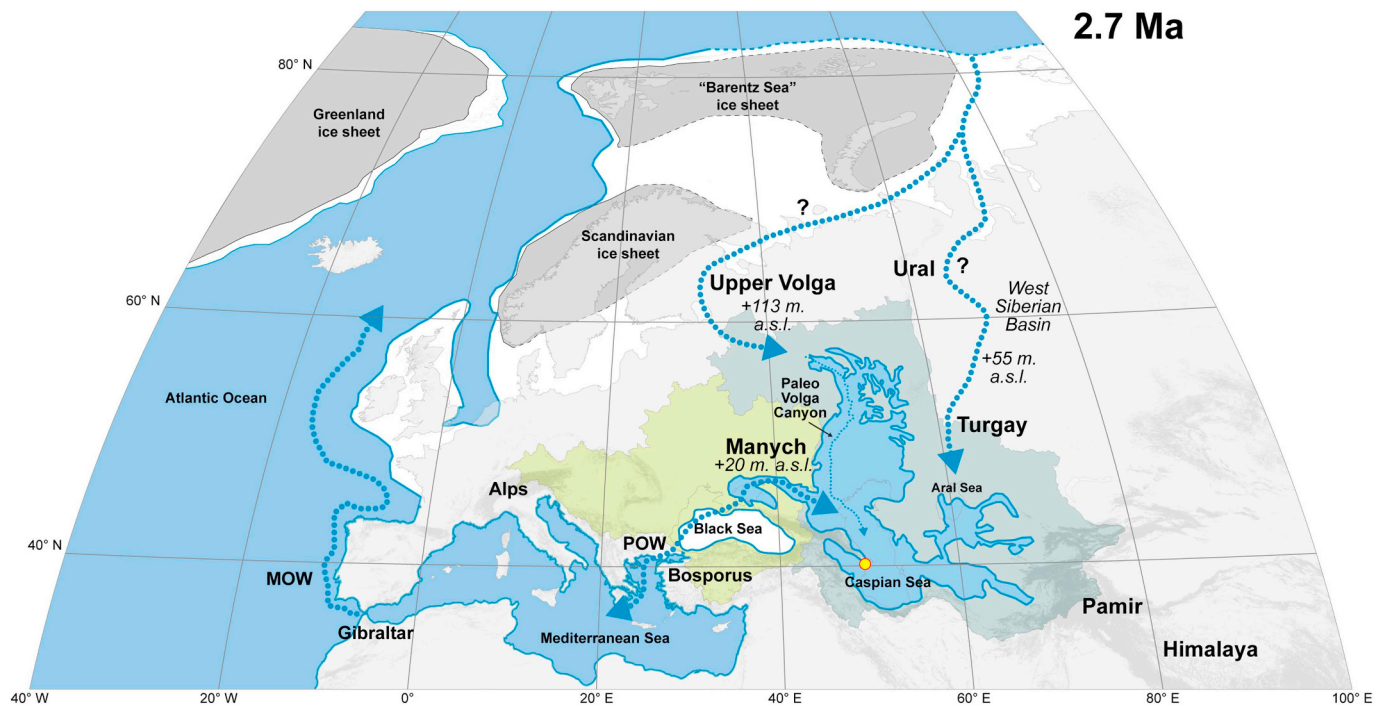 2.7 Ma
80° N
Greenland
ice sheet
“Barentz Sea”
ice sheet
?
Scandinavian
ice sheet
Ural
?
Upper Volga
+113 m.
a.s.l.
West
Siberian
Basin
60° N
+55 m.
a.s.l.
Atlantic Ocean
Paleo
Volga
Canyon
Turgay
Manych
+20 m. a.s.l.
Alps
Aral Sea
Black Sea
40° N
POW
MOW
Bosporus
Caspian Sea
Pamir
Gibraltar
Mediterranean Sea
Himalaya
40° W
20° W
0°
20° E
40° E
60° E
80° E
100° E